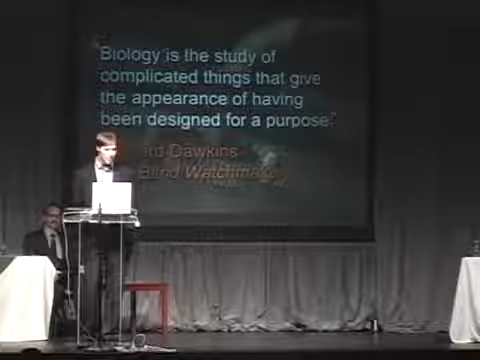 Biology is the study of
complicated things that give
the appearance of having
been designed for a purpose."
Dawkins
Blind Watchmaker